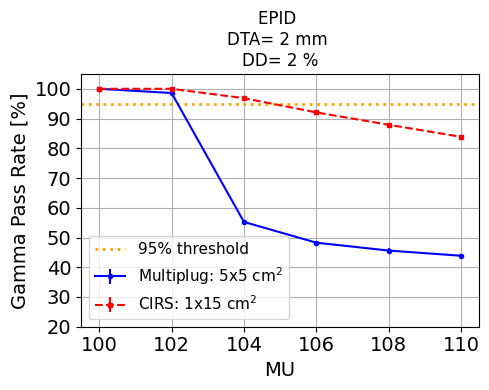 EPID
DTA= 2 mm
DD= 2 %
Gamma Pass Rate [%]
100
90
80
70
60
50
40
30
20
95% threshold
Multiplug: 5x5 cm²
CIRS: 1x15 cm²
100 102 104 106 108 110
MU